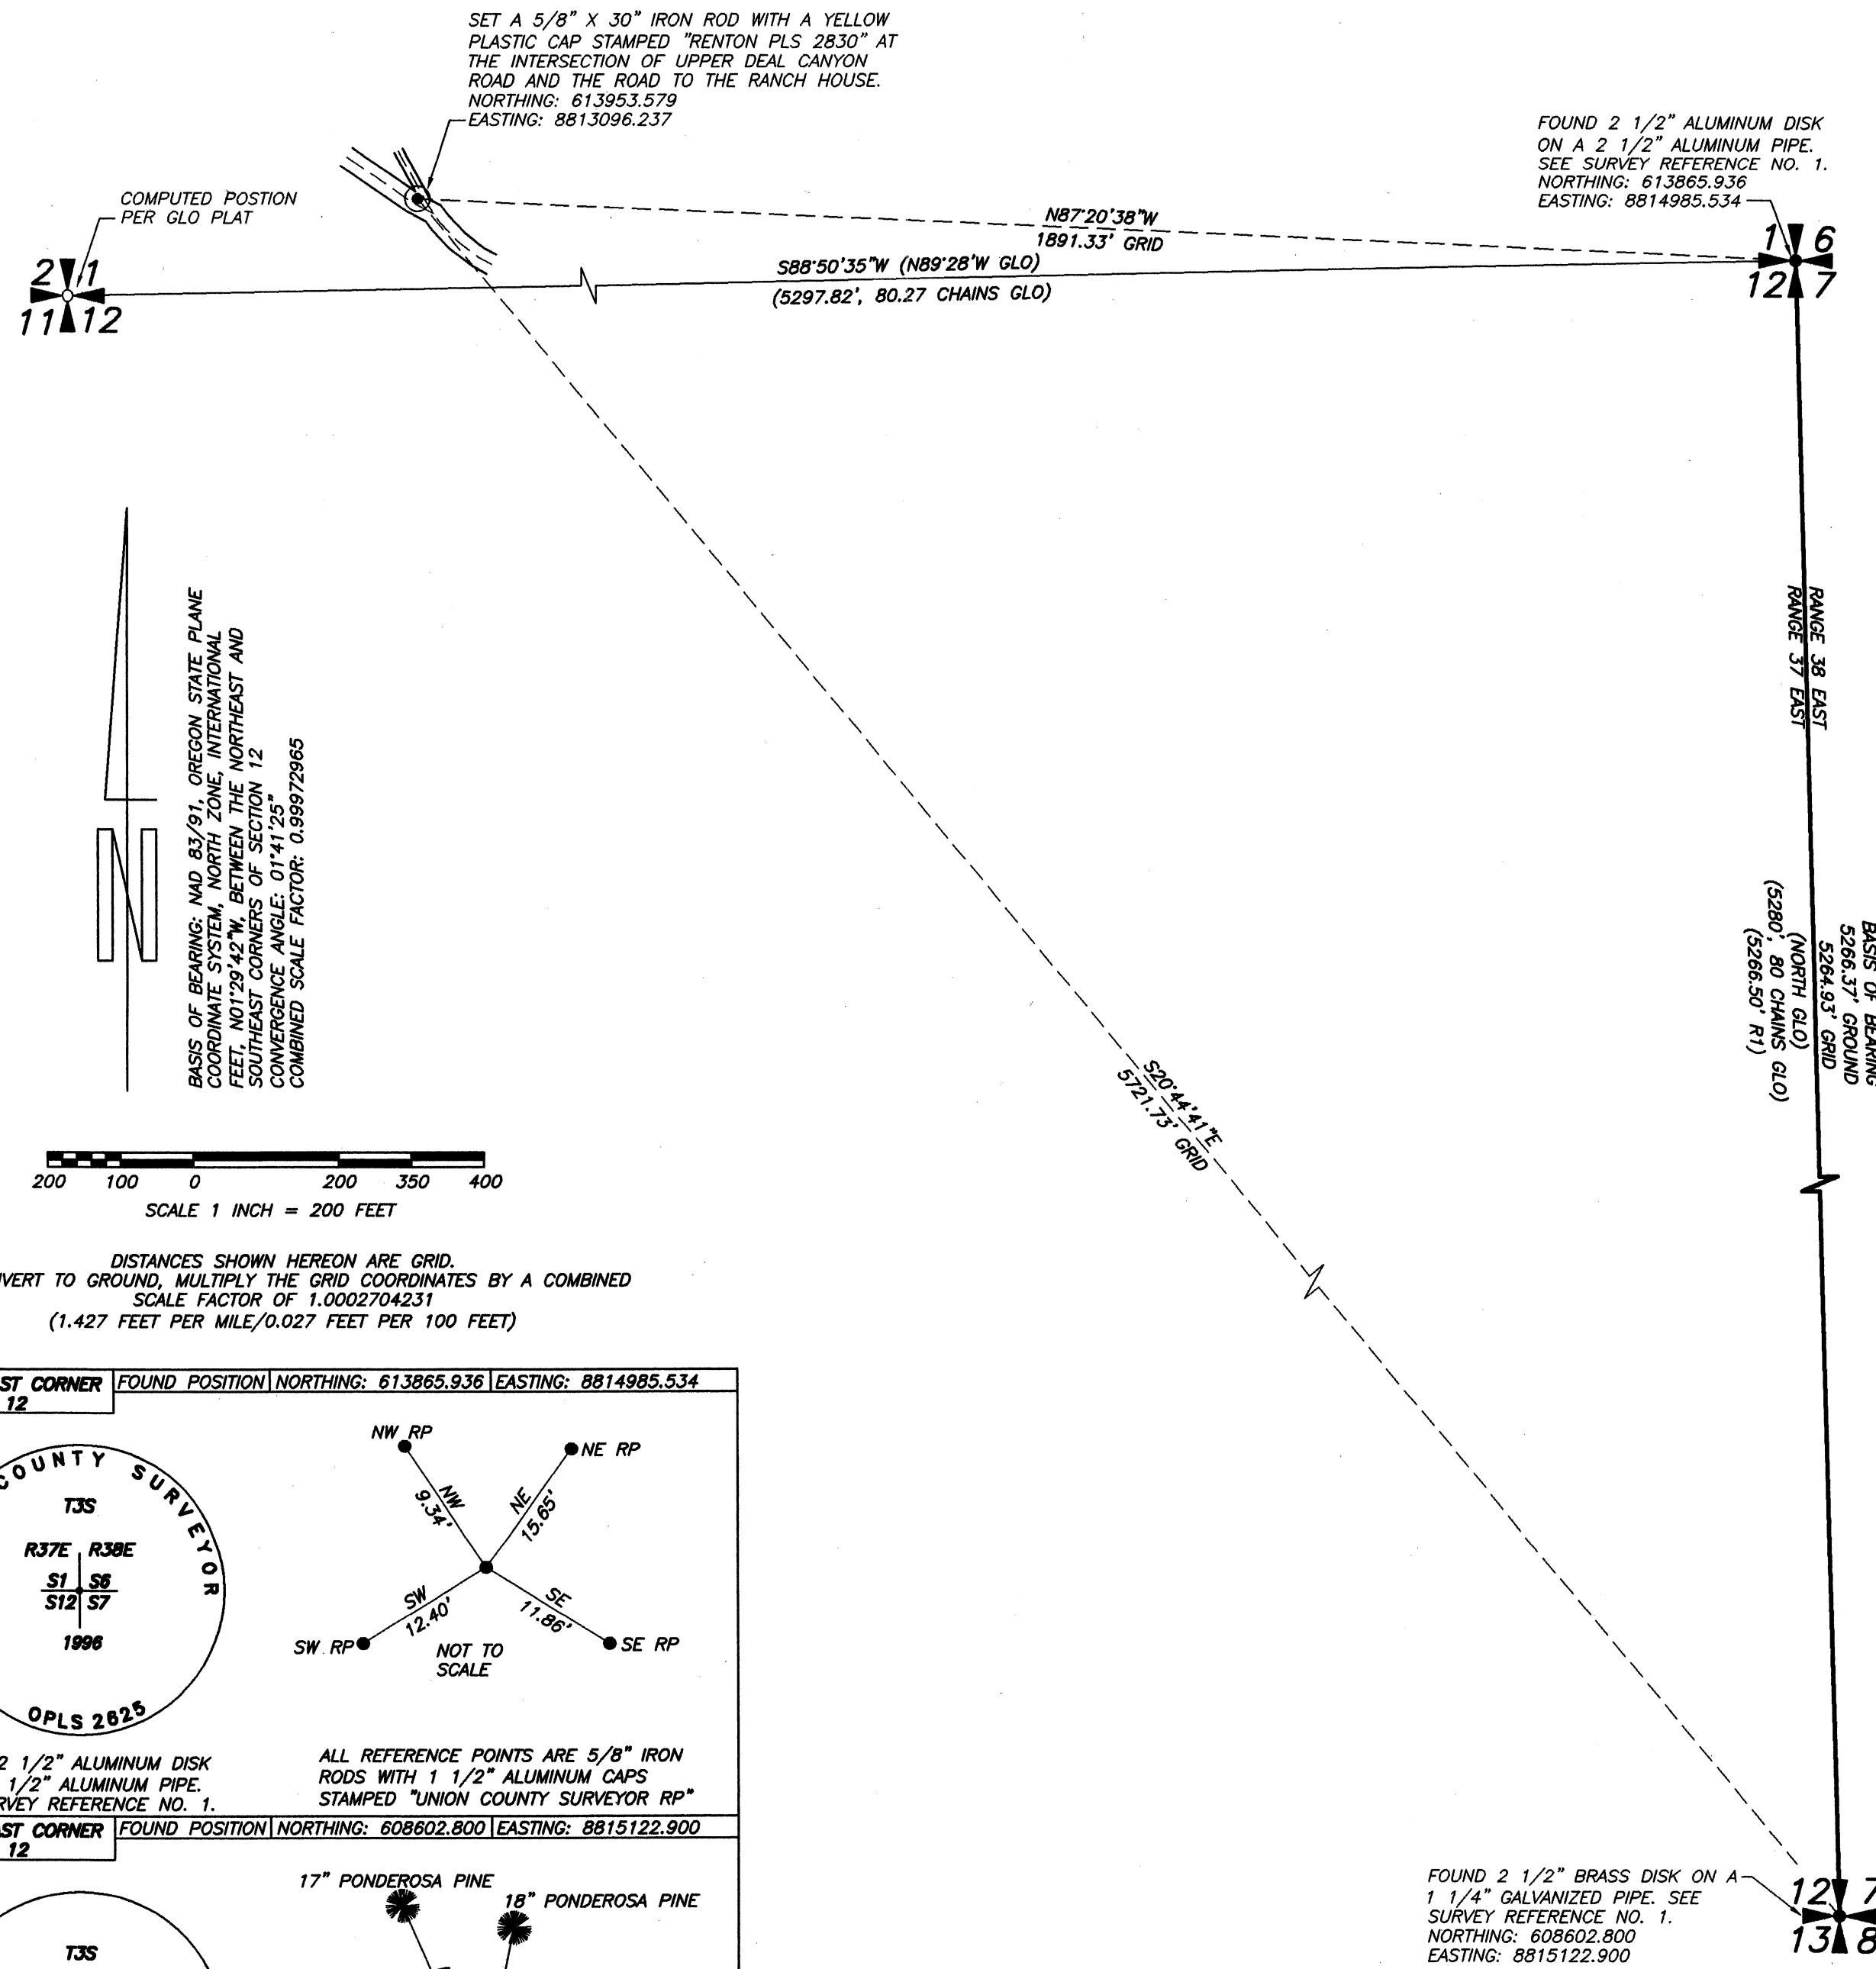 SET A 5/8" X 30" IRON ROD WITH A YELLOW
PLASTIC CAP STAMPED "RENTON PLS 2830" AT
THE INTERSECTION OF UPPER DEAL CANYON
ROAD AND THE ROAD TO THE RANCH HOUSE.
NORTHING: 613953.579
EASTING: 8813096.237
FOUND 2 1/2" ALUMINUM DISK
ON A 2 1/2" ALUMINUM PIPE.
SEE SURVEY REFERENCE NO. 1.
NORTHING: 613865.936
EASTING: 8814985.534
COMPUTED POSTION
PER GLO PLAT
N87°20'38"W
1891.33' GRID
S88°50'35"W (N89°28'W GLO)
(5297.82', 80.27 CHAINS GLO)
2 1
11 12
1 6
12 7
RANGE 38 EAST
RANGE 37 EAST
BASIS OF BEARING: NAD 83/91, OREGON STATE PLANE
COORDINATE SYSTEM, NORTH ZONE, INTERNATIONAL
FEET, N01°29'42"W, BETWEEN THE NORTHEAST AND
SOUTHEAST CORNERS OF SECTION 12
CONVERGENCE ANGLE: 01°41'25"
COMBINED SCALE FACTOR: 0.99972965
N
BASIS OF BEARING
5266.37' GROUND
5264.93' GRID
(NORTH GLO)
(5280', 80 CHAINS GLO)
(5266.50' R1)
S20°44'41"E
5721.73' GRID
200 100 0 200 350 400
SCALE 1 INCH = 200 FEET
DISTANCES SHOWN HEREON ARE GRID.
VERT TO GROUND, MULTIPLY THE GRID COORDINATES BY A COMBINED
SCALE FACTOR OF 1.0002704231
(1.427 FEET PER MILE/0.027 FEET PER 100 FEET)
ST CORNER FOUND POSITION NORTHING: 613865.936 EASTING: 8814985.534
12
COUNTY SURVEYOR
T3S
R37E R38E
S1 S6
S12 S7
1996
OPLS 2625
NW RP
NE RP
NW
9.34'
NE
15.65'
SW
12.40'
SE
11.86'
SW RP
SE RP
NOT TO
SCALE
2 1/2" ALUMINUM DISK
1/2" ALUMINUM PIPE.
RVEY REFERENCE NO. 1.
ALL REFERENCE POINTS ARE 5/8" IRON
RODS WITH 1 1/2" ALUMINUM CAPS
STAMPED "UNION COUNTY SURVEYOR RP"
AST CORNER FOUND POSITION NORTHING: 608602.800 EASTING: 8815122.900
12
17" PONDEROSA PINE
18" PONDEROSA PINE
T3S
FOUND 2 1/2" BRASS DISK ON A
1 1/4" GALVANIZED PIPE. SEE
SURVEY REFERENCE NO. 1.
NORTHING: 608602.800
EASTING: 8815122.900
12 7
13 8